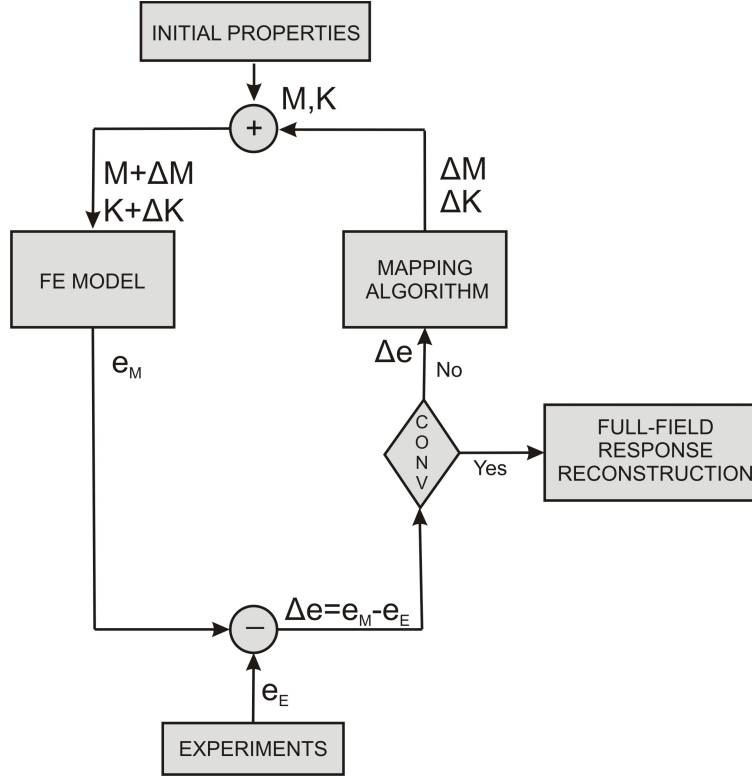 INITIAL PROPERTIES
M,K
+
M+ΔM
K+ΔK
ΔM
ΔK
FE MODEL
MAPPING
ALGORITHM
e_M
Δe
No
CONV
Yes
FULL-FIELD
RESPONSE
RECONSTRUCTION
−
Δe=e_M-e_E
e_E
EXPERIMENTS